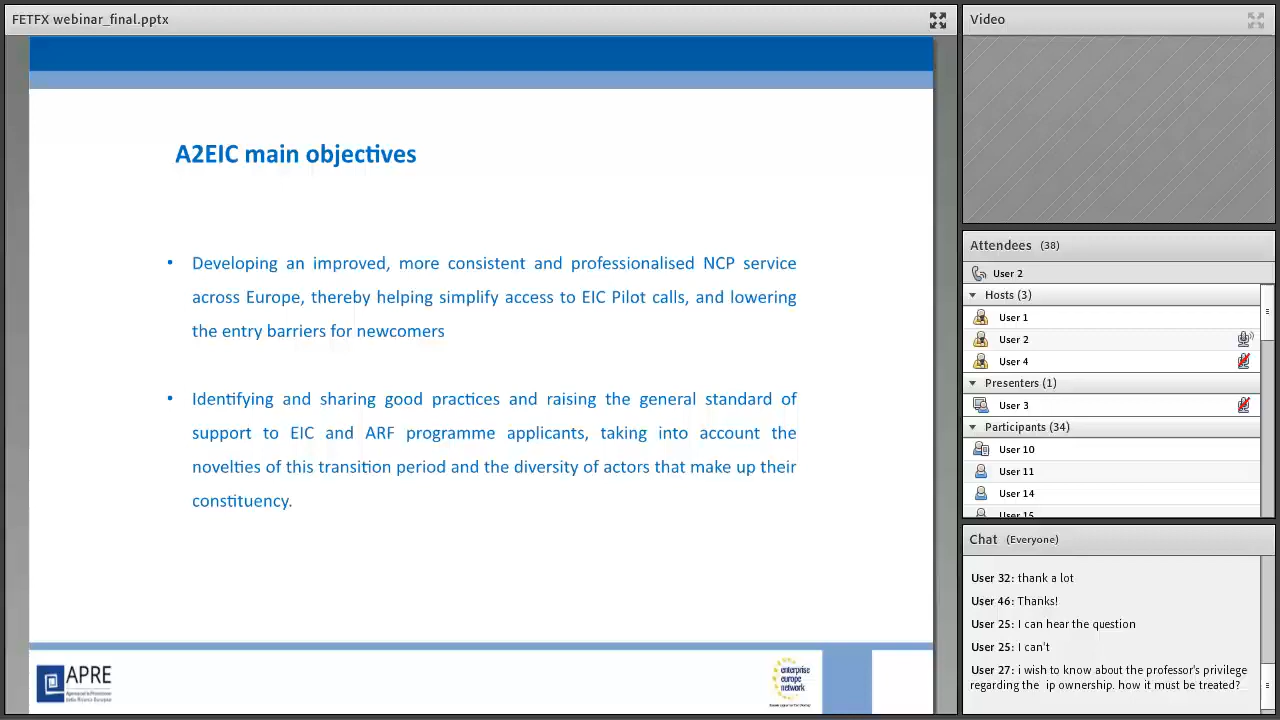 FETFX webinar_final.pptx
A2EIC main objectives
• Developing an improved, more consistent and professionalised NCP service
across Europe, thereby helping simplify access to EIC Pilot calls, and lowering
the entry barriers for newcomers
• Identifying and sharing good practices and raising the general standard of
support to EIC and ARF programme applicants, taking into account the
novelties of this transition period and the diversity of actors that make up their
constituency.
APRE
enterprise
europe
network
Video
Attendees (38)
User 2
Hosts (3)
User 1
User 2
User 4
Presenters (1)
User 3
Participants (34)
User 10
User 11
User 14
User 15
Chat (Everyone)
User 32: thank a lot
User 46: Thanks!
User 25: I can hear the question
User 25: I can't
User 27: i wish to know about the professor's privilege
regarding the ip ownership. how it must be treated?